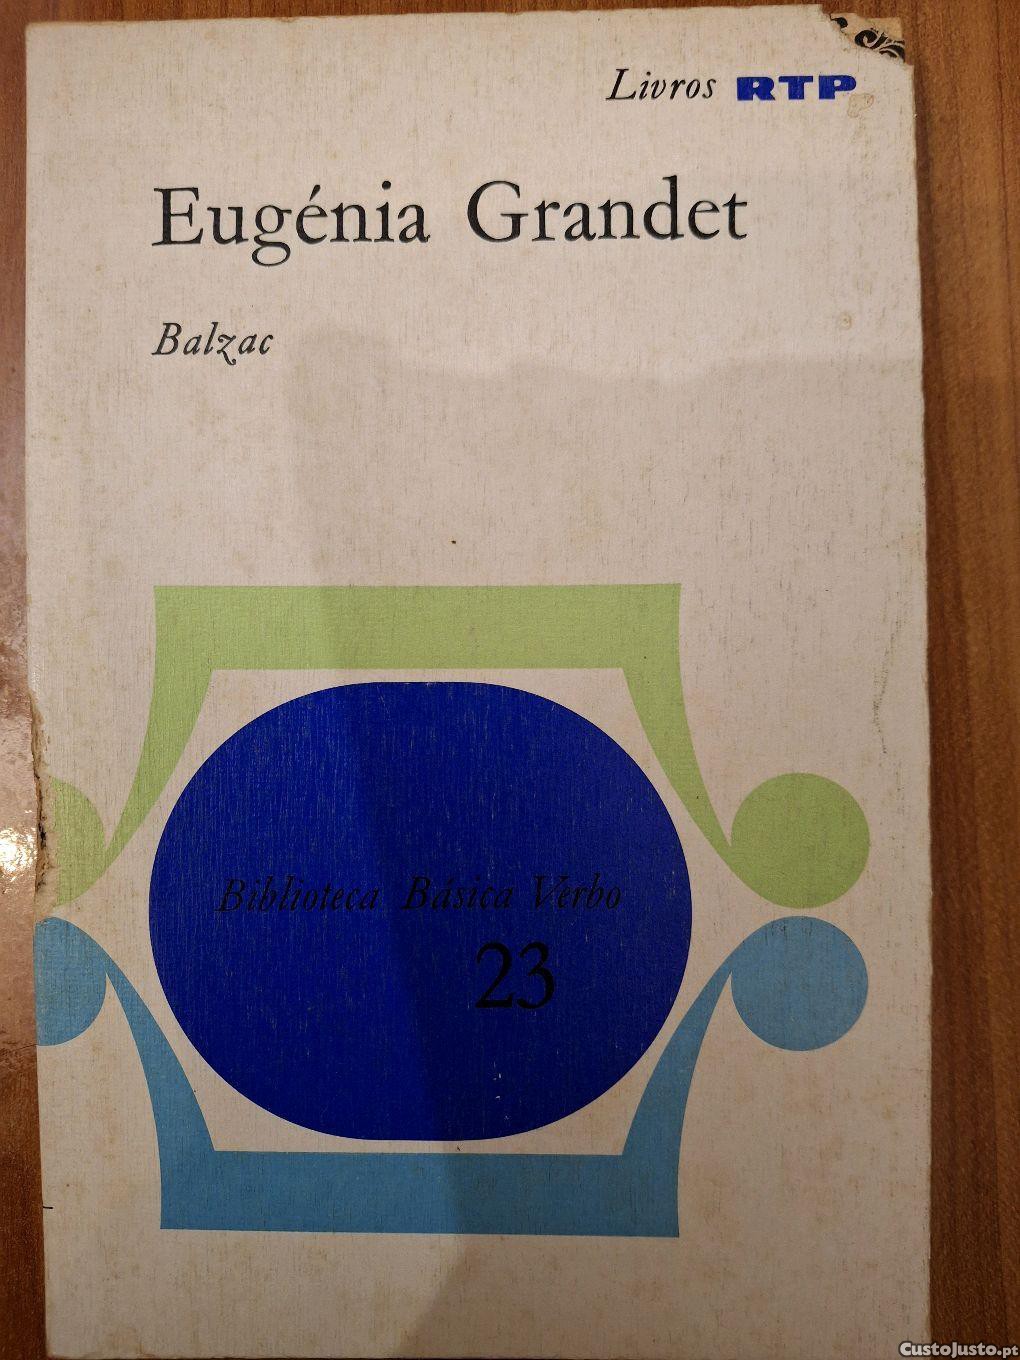 Livros RTP
Eugénia Grandet
Balzac
Biblioteca Básica Verbo
23
CustoJusto.pt